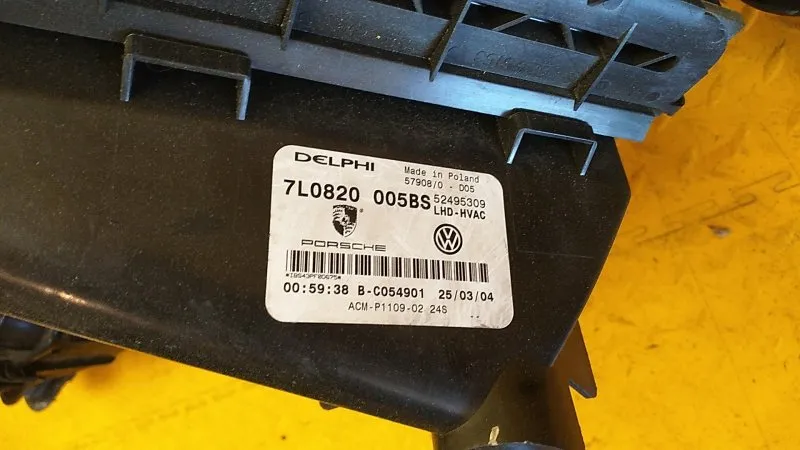 DELPHI
Made in Poland
57908/0 - D05
7L0820 005BS 52495309
LHD-HVAC
PORSCHE
00:59:38 B-C054901 25/03/04
ACM-P1109-02 24S